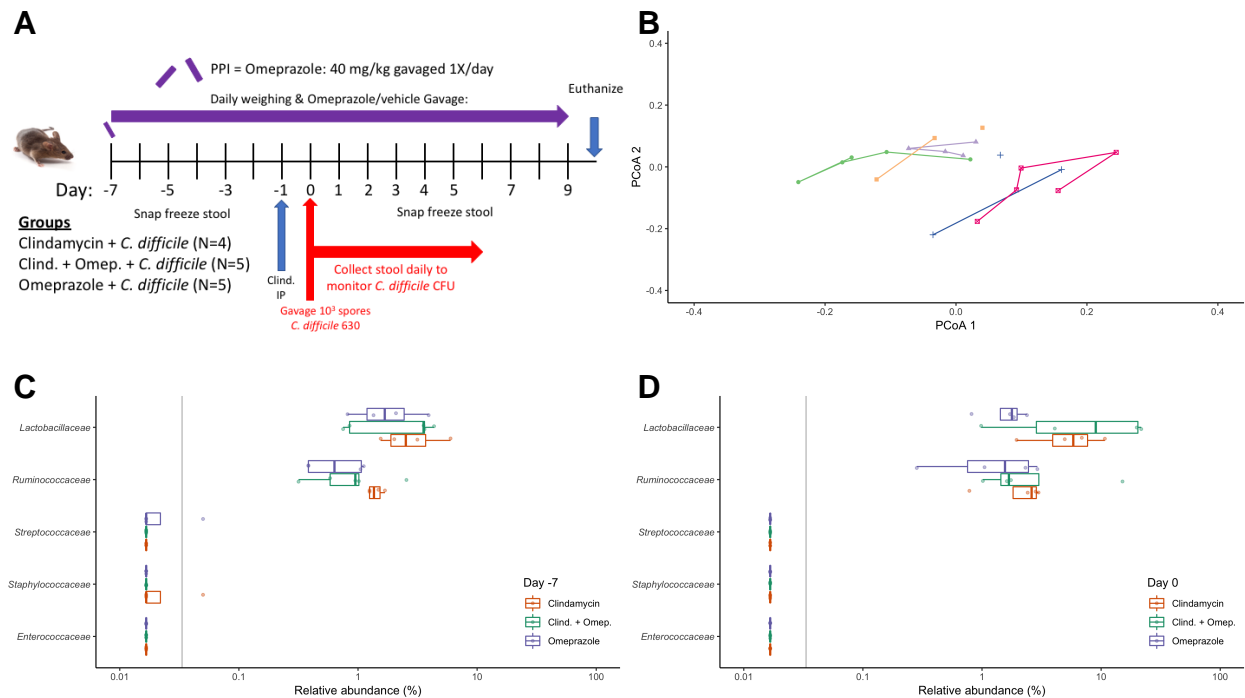 A
PPI = Omeprazole: 40 mg/kg gavaged 1X/day
Daily weighing & Omeprazole/vehicle Gavage:
Euthanize
Day: -7 -5 -3 -1 0 1 2 3 4 5 7 9
Snap freeze stool
Snap freeze stool
Groups
Clindamycin + C. difficile (N=4)
Clind. + Omep. + C. difficile (N=5)
Omeprazole + C. difficile (N=5)
Clind.
IP
Collect stool daily to
monitor C. difficile CFU
Gavage 10³ spores
C. difficile 630
B
0.4
0.2
0.0
-0.2
-0.4
PCoA 2
-0.4 -0.2 0.0 0.2 0.4
PCoA 1
C
Lactobacillaceae
Ruminococcaceae
Streptococcaceae
Staphylococcaceae
Enterococcaceae
Day -7
Clindamycin
Clind. + Omep.
Omeprazole
0.01 0.1 1 10 100
Relative abundance (%)
D
Lactobacillaceae
Ruminococcaceae
Streptococcaceae
Staphylococcaceae
Enterococcaceae
Day 0
Clindamycin
Clind. + Omep.
Omeprazole
0.01 0.1 1 10 100
Relative abundance (%)